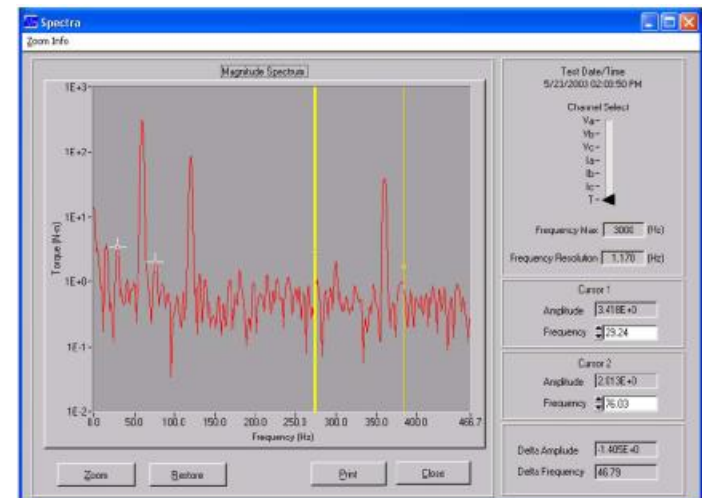 Spectra
Zoom Info
Magnitude Spectrum
1E+3
1E+2
1E+1
1E+0
1E-1
1E-2
Torque (N-m)
0.0 50.0 100.0 150.0 200.0 250.0 300.0 350.0 400.0 466.7
Frequency (Hz)
Zoom Restore Print Close
Test Date/Time
5/23/2003 02:03:50 PM
Channel Select
Va
Vb
Vc
Ia
Ib
Ic
T
Frequency Max 3000 (Hz)
Frequency Resolution 1.170 (Hz)
Cursor 1
Amplitude 3.418E+0
Frequency 29.24
Cursor 2
Amplitude 2.013E+0
Frequency 76.03
Delta Amplitude -1.405E+0
Delta Frequency 46.79